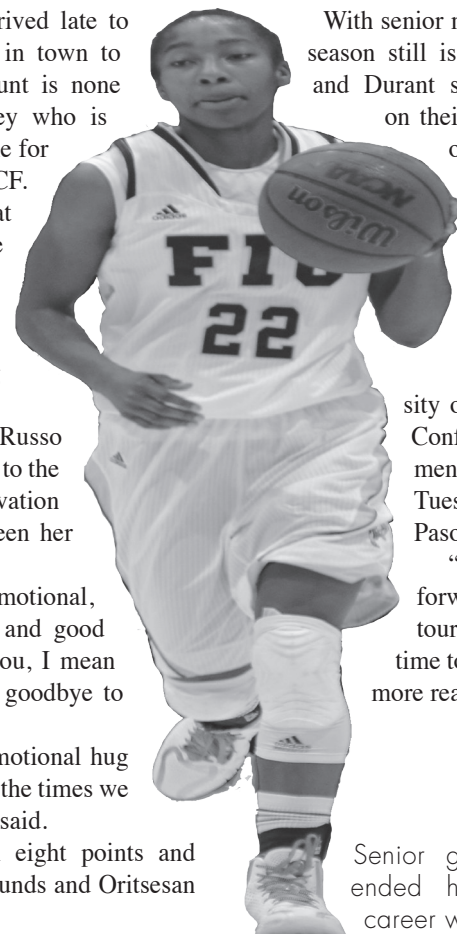 rived late to
in town to
unt is none
ey who is
e for
CF.
at
e
Russo
to the
vation
een her
motional,
and good
ou, I mean
goodbye to
motional hug
the times we
said.
eight points and
unds and Oritsesan
With senior
season still is
and Durant s
on thei
o
sity o
Conf
men
Tues
Paso
“
forw
tour
time to
more rea
Senior g
ended h
career w
adidas
NCAA
Wilson
FIU
22